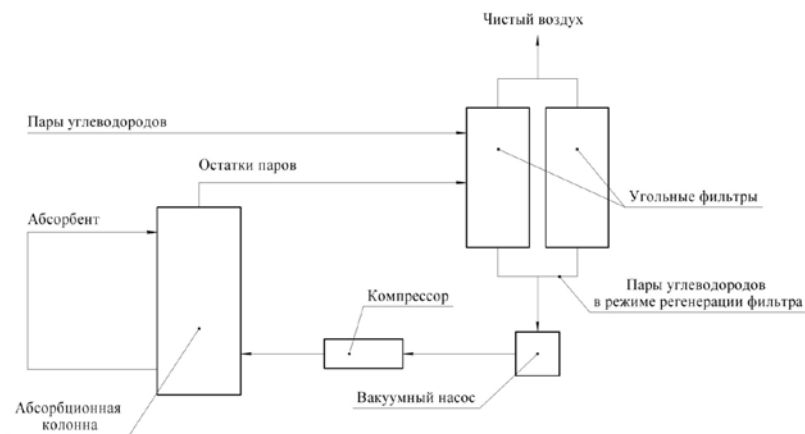 Чистый воздух
Пары углеводородов
Остатки паров
Абсорбент
Угольные фильтры
Пары углеводородов
в режиме регенерации фильтра
Компрессор
Вакуумный насос
Абсорбционная
колонна